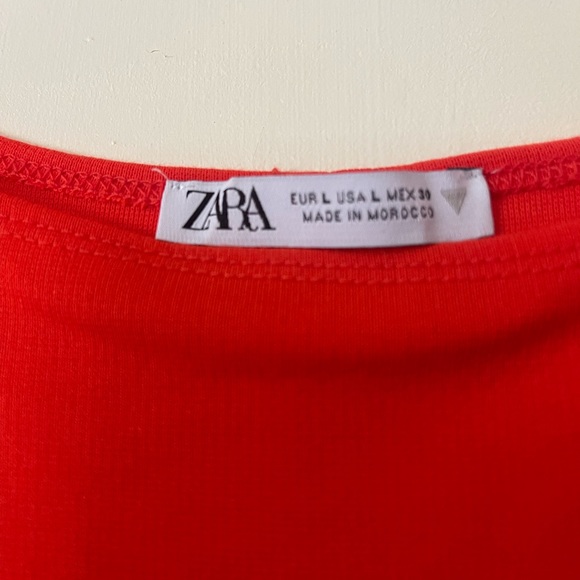 ZARA
EUR L USA L MEX 30
MADE IN MOROCCO